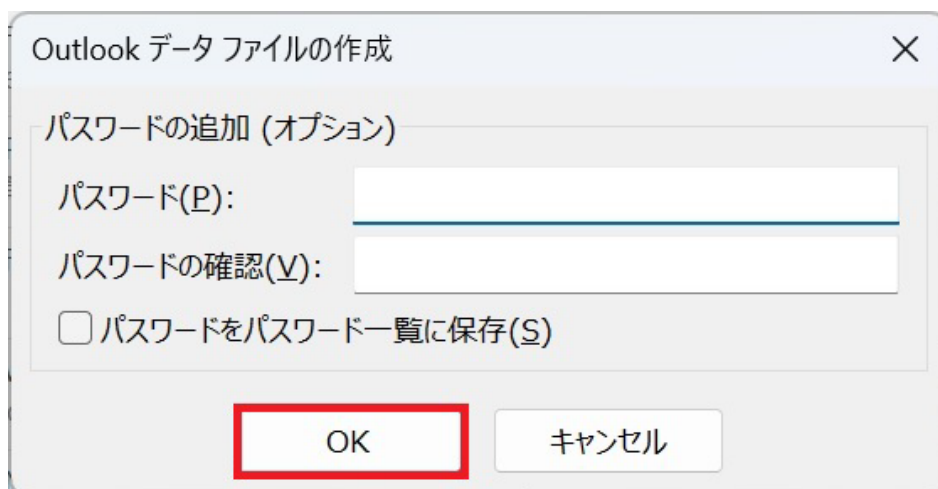 Outlook データ ファイルの作成
パスワードの追加 (オプション)
パスワード(P):
パスワードの確認(V):
パスワードをパスワード一覧に保存(S)
OK キャンセル